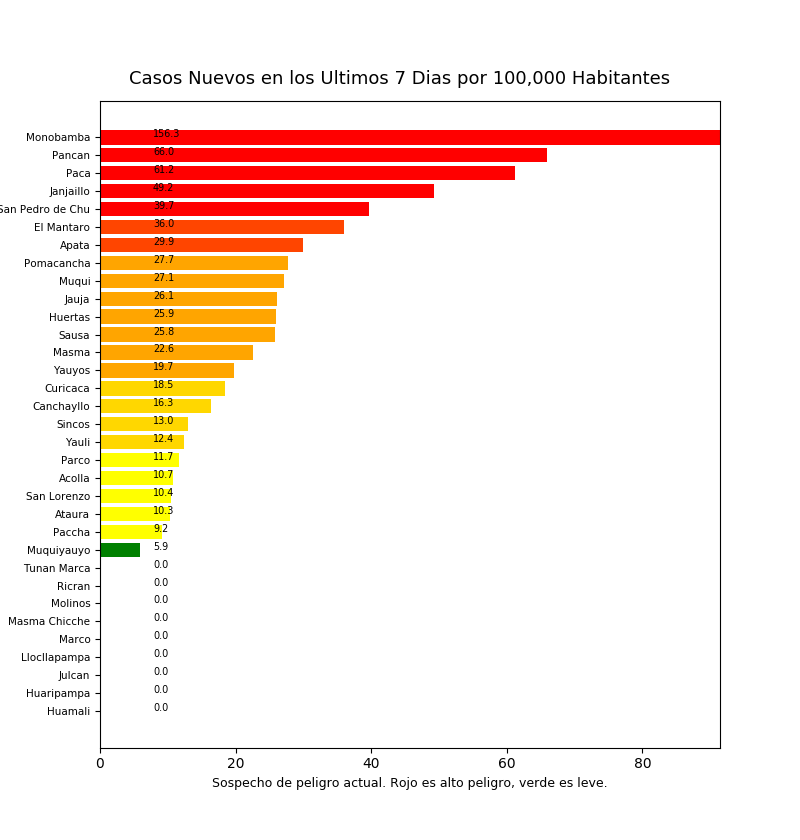 Casos Nuevos en los Ultimos 7 Dias por 100,000 Habitantes
Monobamba 156.3
Pancan 66.0
Paca 61.2
Janjaillo 49.2
San Pedro de Chu 39.7
El Mantaro 36.0
Apata 29.9
Pomacancha 27.7
Muqui 27.1
Jauja 26.1
Huertas 25.9
Sausa 25.8
Masma 22.6
Yauyos 19.7
Curicaca 18.5
Canchayllo 16.3
Sincos 13.0
Yauli 12.4
Parco 11.7
Acolla 10.7
San Lorenzo 10.4
Ataura 10.3
Paccha 9.2
Muquiyauyo 5.9
Tunan Marca 0.0
Ricran 0.0
Molinos 0.0
Masma Chicche 0.0
Marco 0.0
Llocllapampa 0.0
Julcan 0.0
Huaripampa 0.0
Huamali 0.0
0 20 40 60 80
Sospecho de peligro actual. Rojo es alto peligro, verde es leve.